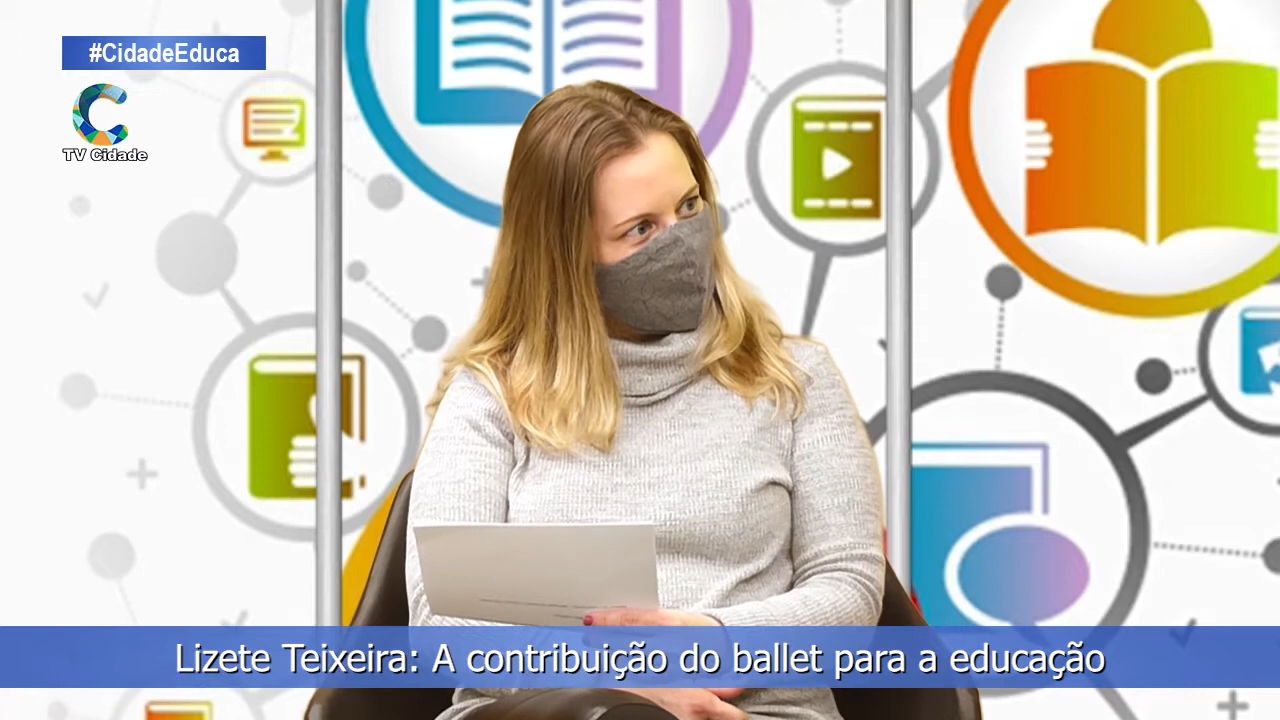 #CidadeEduca
TV Cidade
Lizete Teixeira: A contribuição do ballet para a educação